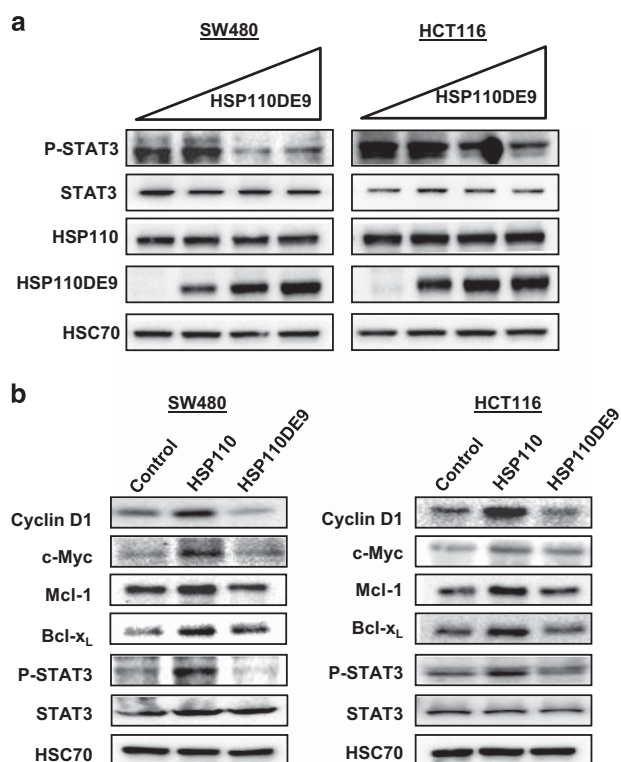 a
SW480 HCT116
HSP110DE9 HSP110DE9
P-STAT3
STAT3
HSP110
HSP110DE9
HSC70
b
SW480 HCT116
Control HSP110 HSP110DE9 Control HSP110 HSP110DE9
Cyclin D1 Cyclin D1
c-Myc c-Myc
Mcl-1 Mcl-1
Bcl-xL Bcl-xL
P-STAT3 P-STAT3
STAT3 STAT3
HSC70 HSC70